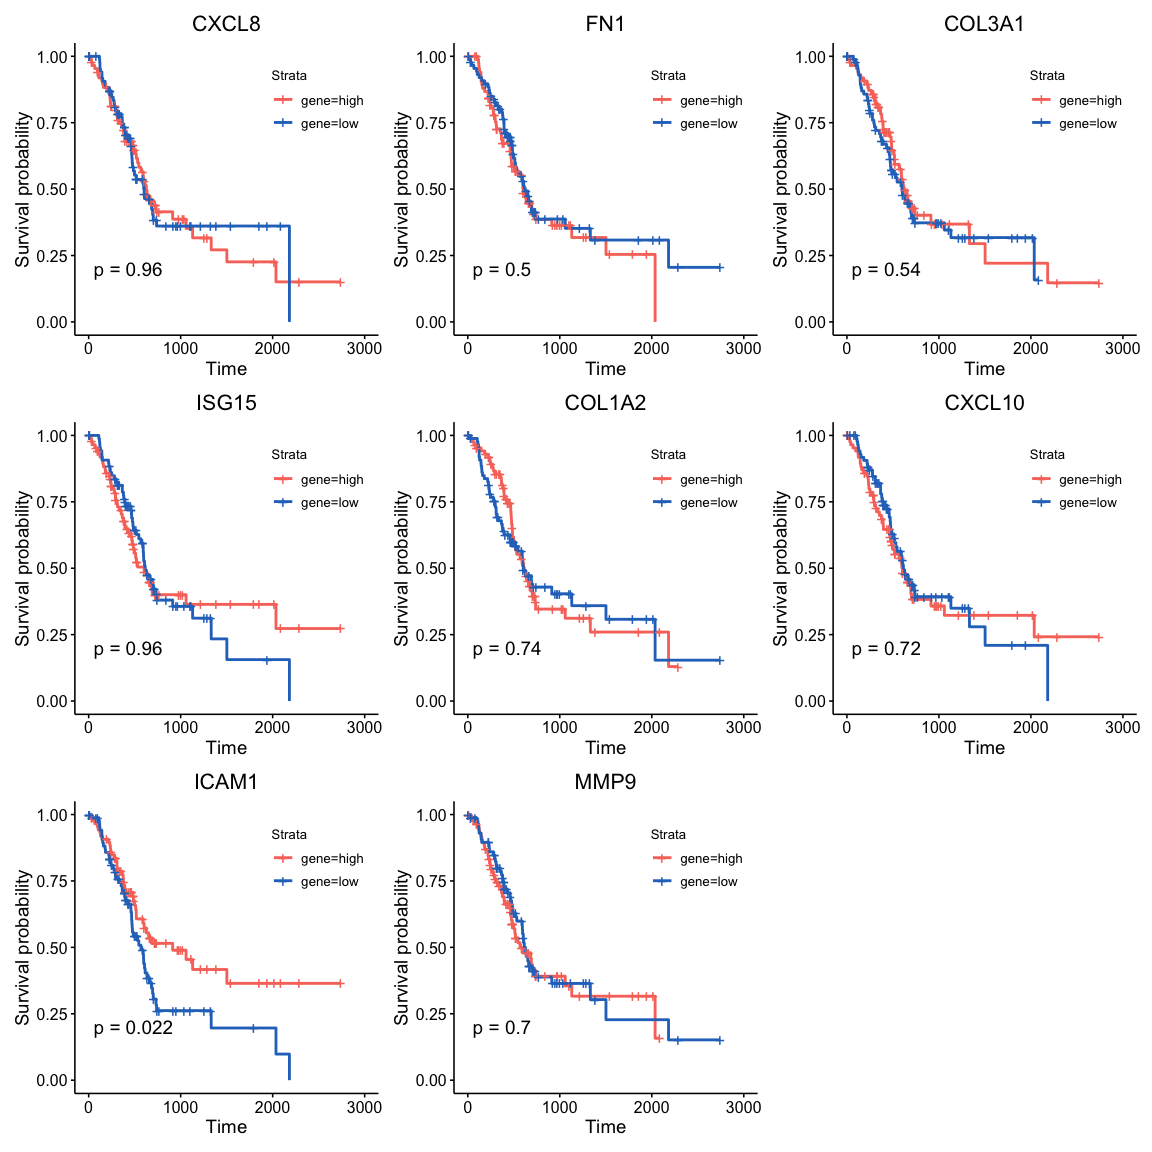 CXCL8
Survival probability
1.00
0.75
0.50
0.25
0.00
Strata
gene=high
gene=low
p = 0.96
0 1000 2000 3000
Time
FN1
Survival probability
1.00
0.75
0.50
0.25
0.00
Strata
gene=high
gene=low
p = 0.5
0 1000 2000 3000
Time
COL3A1
Survival probability
1.00
0.75
0.50
0.25
0.00
Strata
gene=high
gene=low
p = 0.54
0 1000 2000 3000
Time
ISG15
Survival probability
1.00
0.75
0.50
0.25
0.00
Strata
gene=high
gene=low
p = 0.96
0 1000 2000 3000
Time
COL1A2
Survival probability
1.00
0.75
0.50
0.25
0.00
Strata
gene=high
gene=low
p = 0.74
0 1000 2000 3000
Time
CXCL10
Survival probability
1.00
0.75
0.50
0.25
0.00
Strata
gene=high
gene=low
p = 0.72
0 1000 2000 3000
Time
ICAM1
Survival probability
1.00
0.75
0.50
0.25
0.00
Strata
gene=high
gene=low
p = 0.022
0 1000 2000 3000
Time
MMP9
Survival probability
1.00
0.75
0.50
0.25
0.00
Strata
gene=high
gene=low
p = 0.7
0 1000 2000 3000
Time